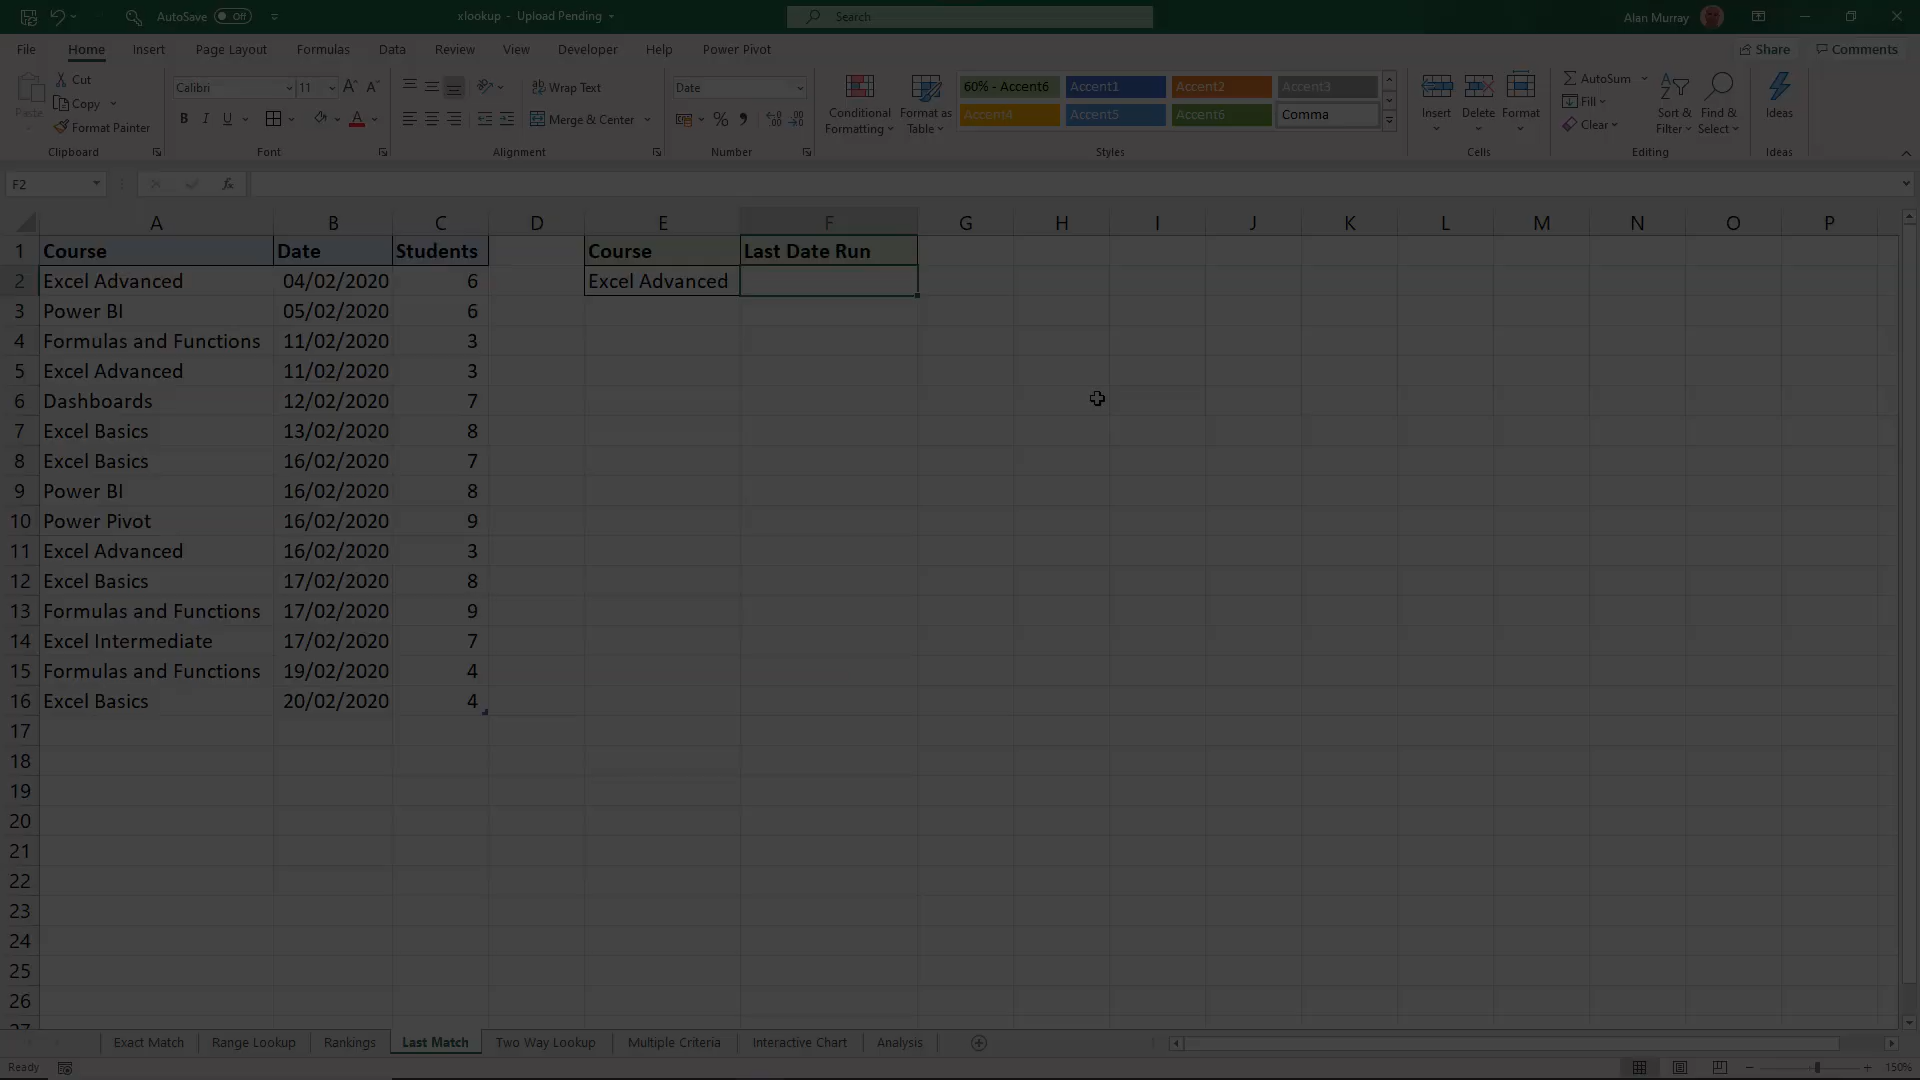 AutoSave Off
xlookup - Upload Pending
Search
Alan Murray
File Home Insert Page Layout Formulas Data Review View Developer Help Power Pivot
Share Comments
Paste
Cut
Copy
Format Painter
Clipboard
Calibri 11
B I U
Font
Wrap Text
Merge & Center
Alignment
Date
Number
Conditional Formatting
Format as Table
60% - Accent6 Accent1 Accent2 Accent3
Accent4 Accent5 Accent6 Comma
Styles
Insert Delete Format
Cells
AutoSum
Fill
Clear
Sort & Filter
Find & Select
Editing
Ideas
Ideas
F2 fx
A B C D E F G H I J K L M N O P
1 Course Date Students Course Last Date Run
2 Excel Advanced 04/02/2020 6 Excel Advanced
3 Power BI 05/02/2020 6
4 Formulas and Functions 11/02/2020 3
5 Excel Advanced 11/02/2020 3
6 Dashboards 12/02/2020 7
7 Excel Basics 13/02/2020 8
8 Excel Basics 16/02/2020 7
9 Power BI 16/02/2020 8
10 Power Pivot 16/02/2020 9
11 Excel Advanced 16/02/2020 3
12 Excel Basics 17/02/2020 8
13 Formulas and Functions 17/02/2020 9
14 Excel Intermediate 17/02/2020 7
15 Formulas and Functions 19/02/2020 4
16 Excel Basics 20/02/2020 4
17
18
19
20
21
22
23
24
25
26
27
Exact Match Range Lookup Rankings Last Match Two Way Lookup Multiple Criteria Interactive Chart Analysis
Ready
150%